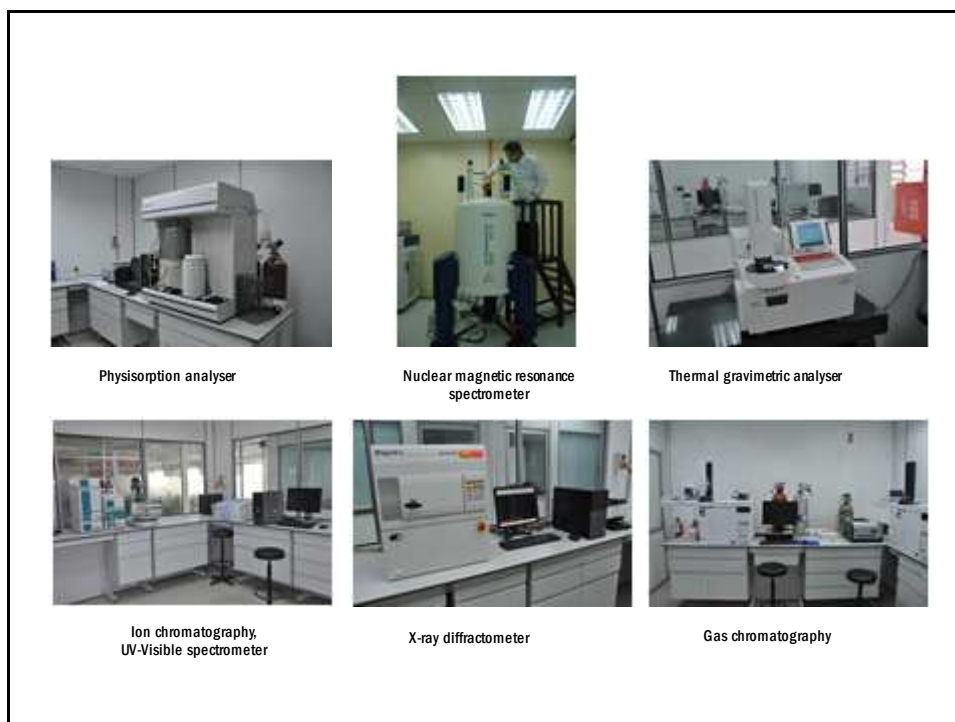 Physisorption analyser
Nuclear magnetic resonance
spectrometer
Thermal gravimetric analyser
Ion chromatography,
UV-Visible spectrometer
X-ray diffractometer
Gas chromatography